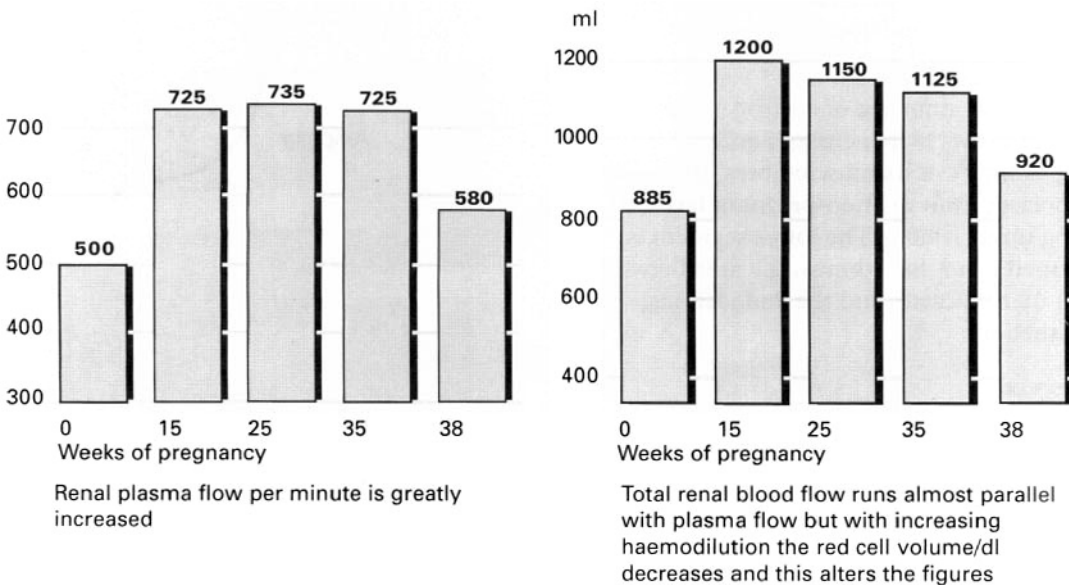 725
735
725
700
600
580
500
500
400
300
0 15 25 35 38
Weeks of pregnancy
Renal plasma flow per minute is greatly
increased
ml
1200
1200
1150
1125
1000
920
885
800
600
400
0 15 25 35 38
Weeks of pregnancy
Total renal blood flow runs almost parallel
with plasma flow but with increasing
haemodilution the red cell volume/dl
decreases and this alters the figures